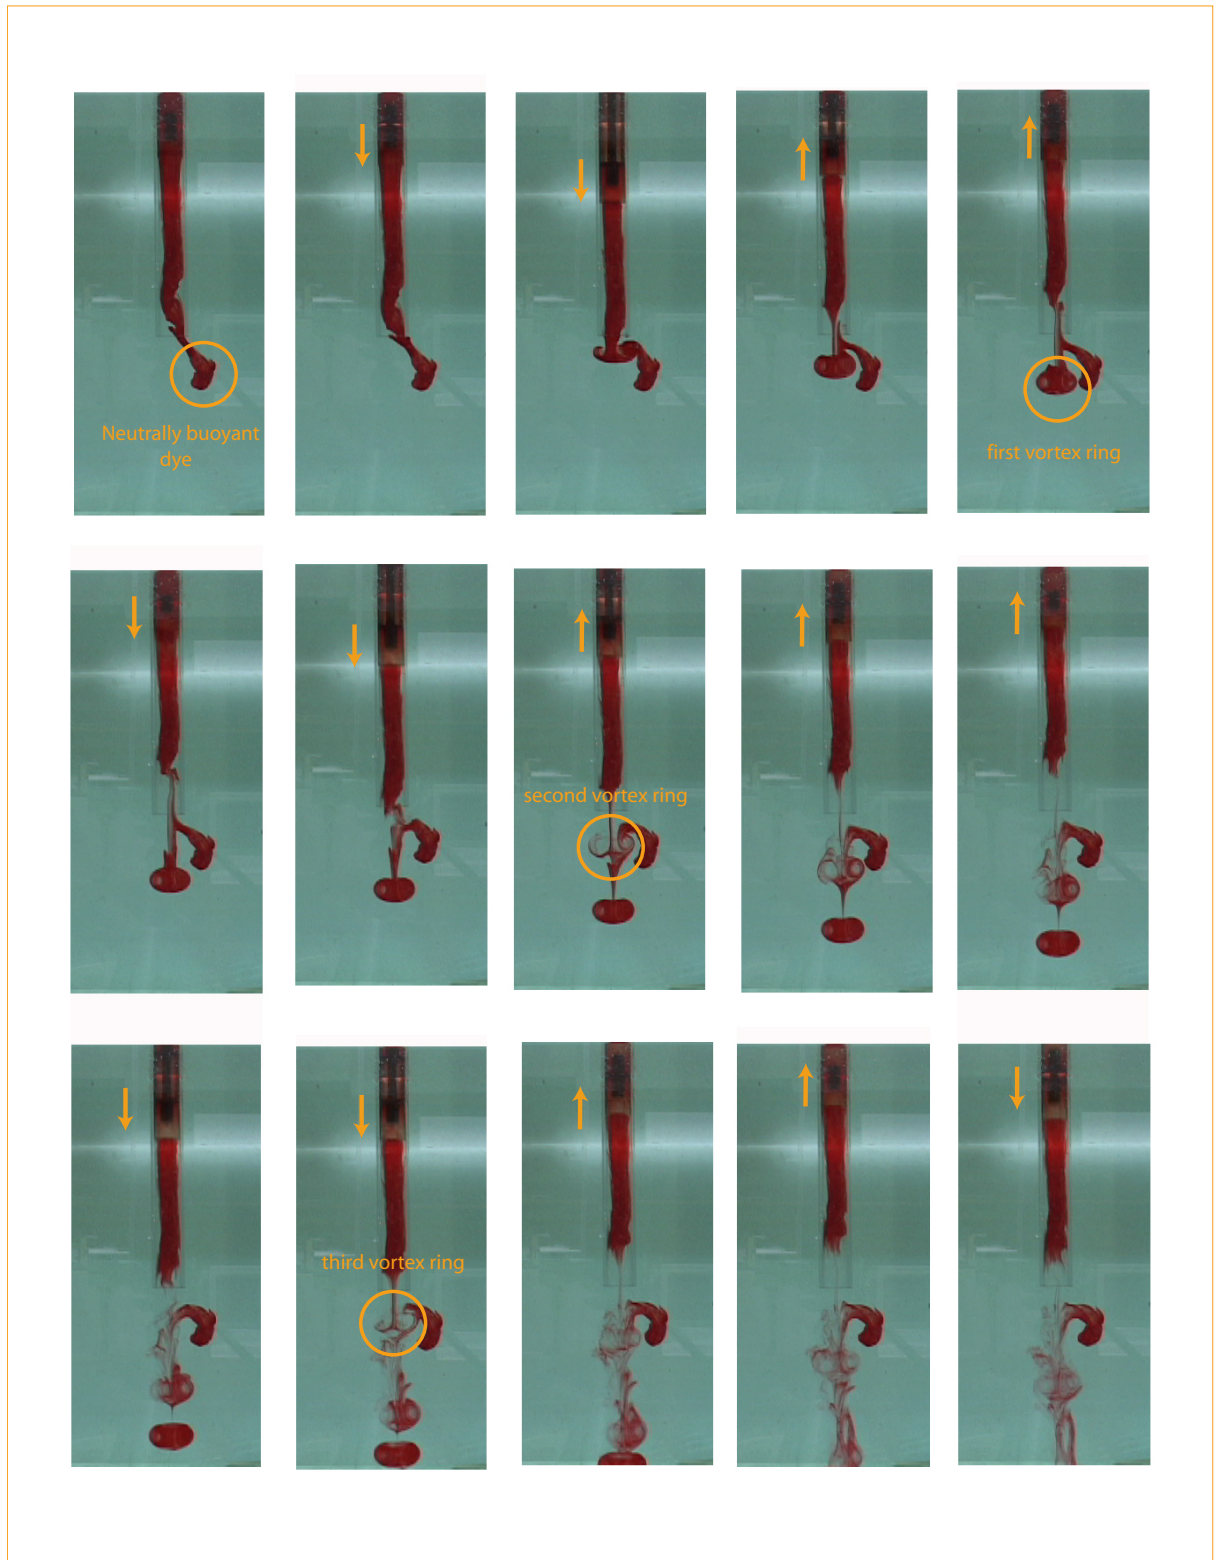 Neutrally buoyant
dye
first vortex ring
second vortex ring
third vortex ring